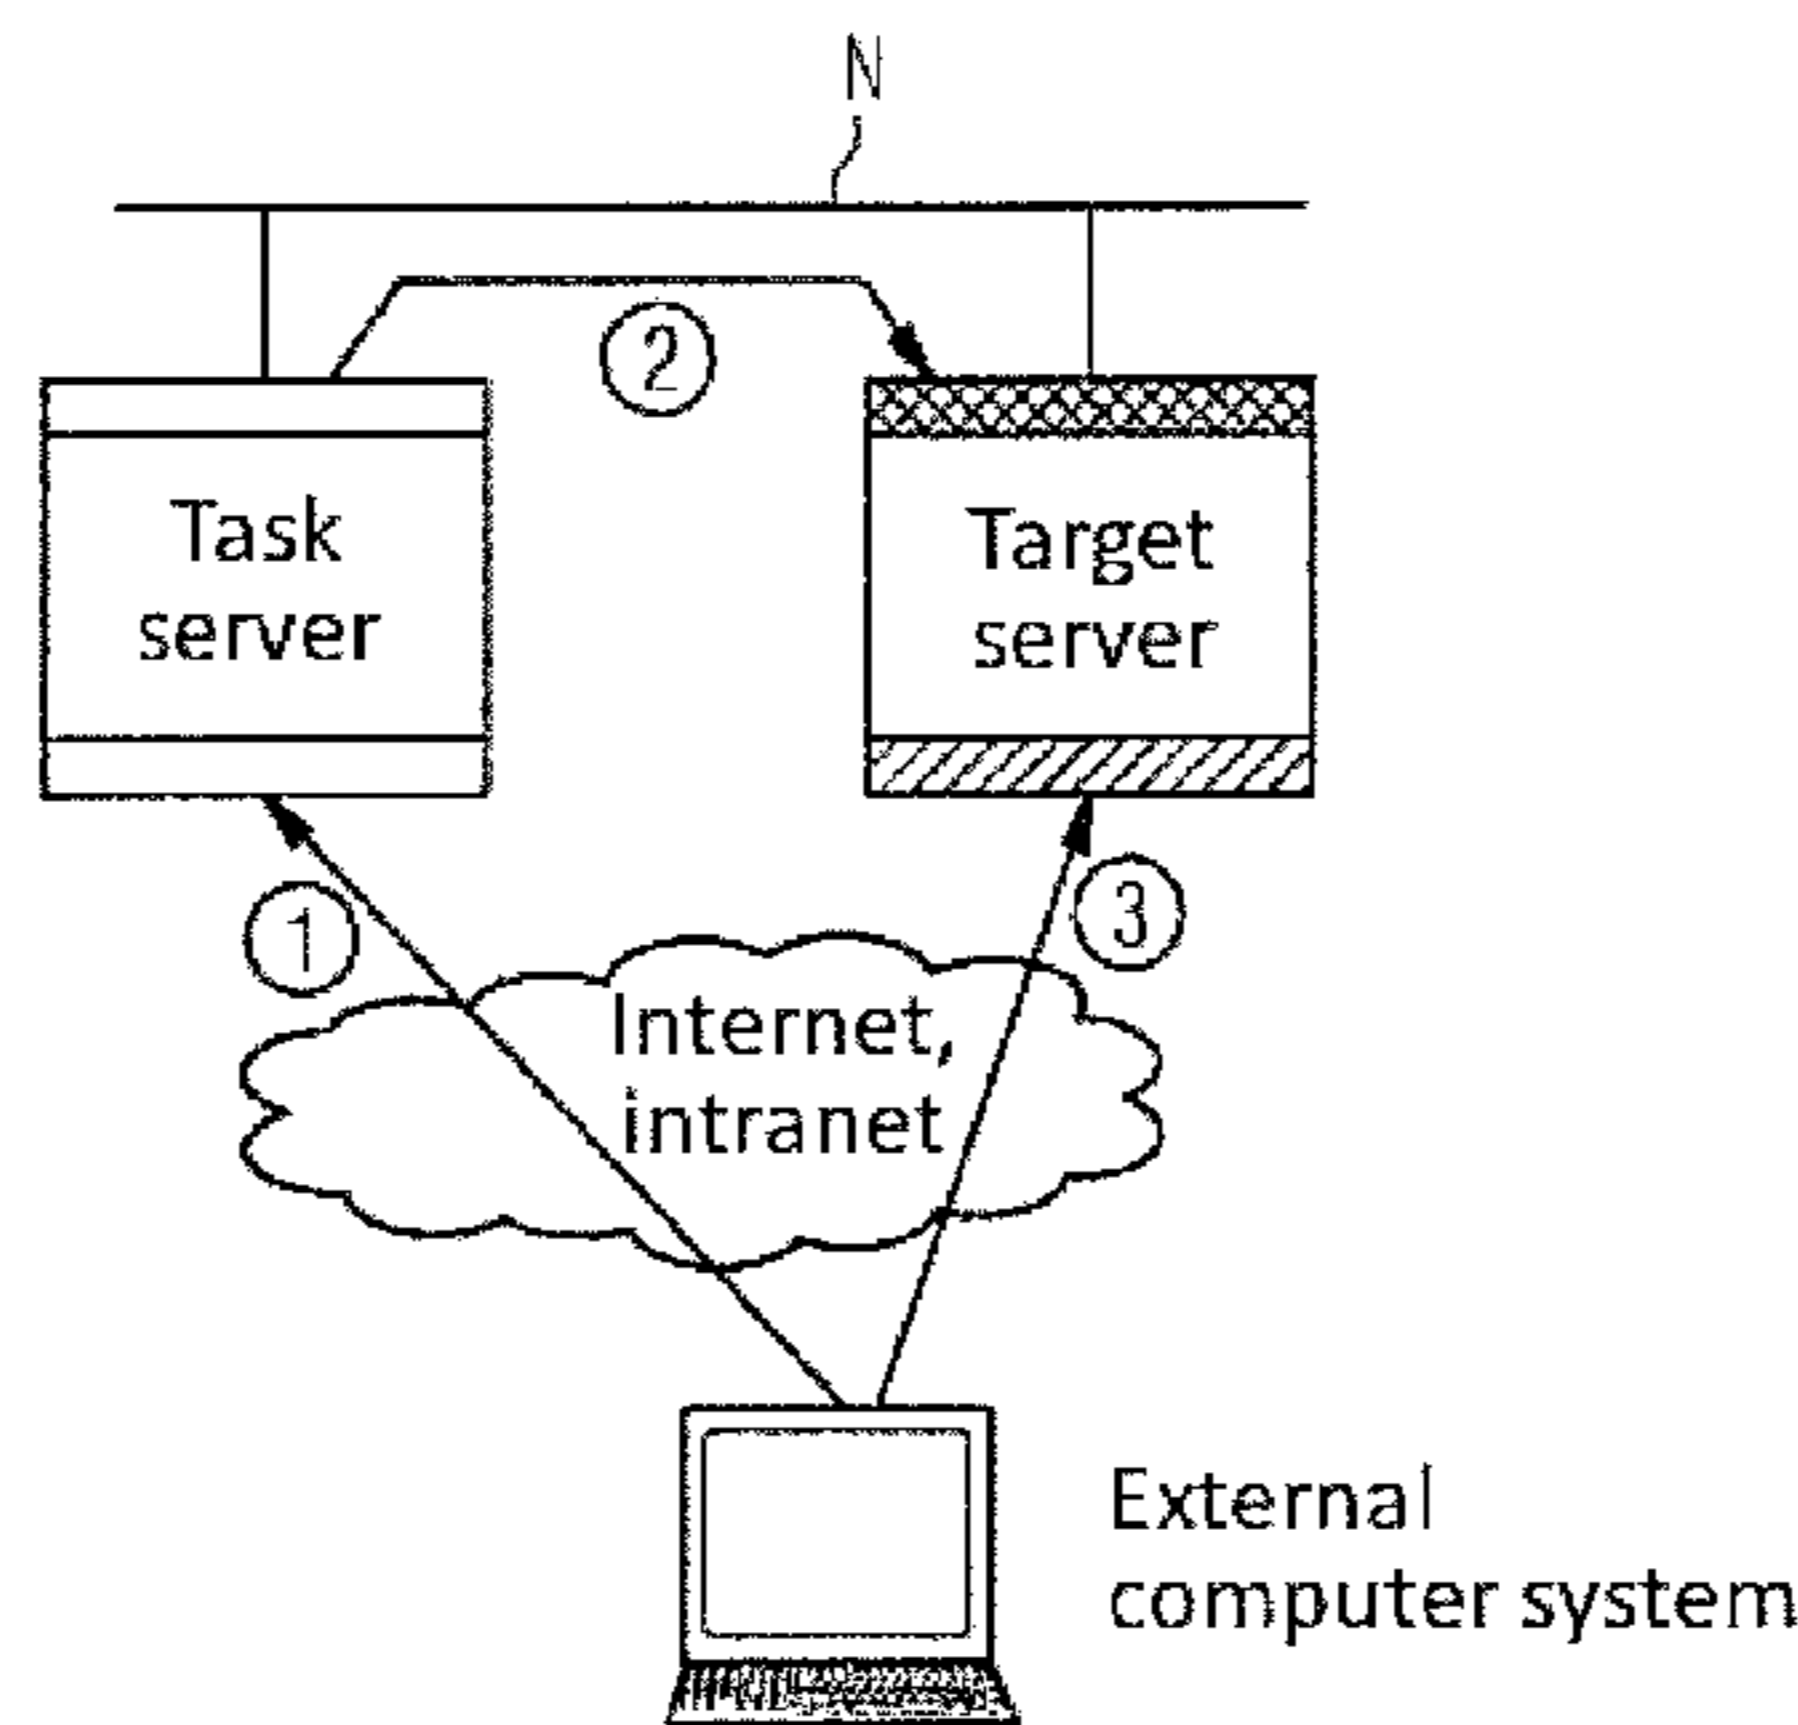 N
2
Task
server
Target
server
1
3
Internet,
intranet
External
computer system